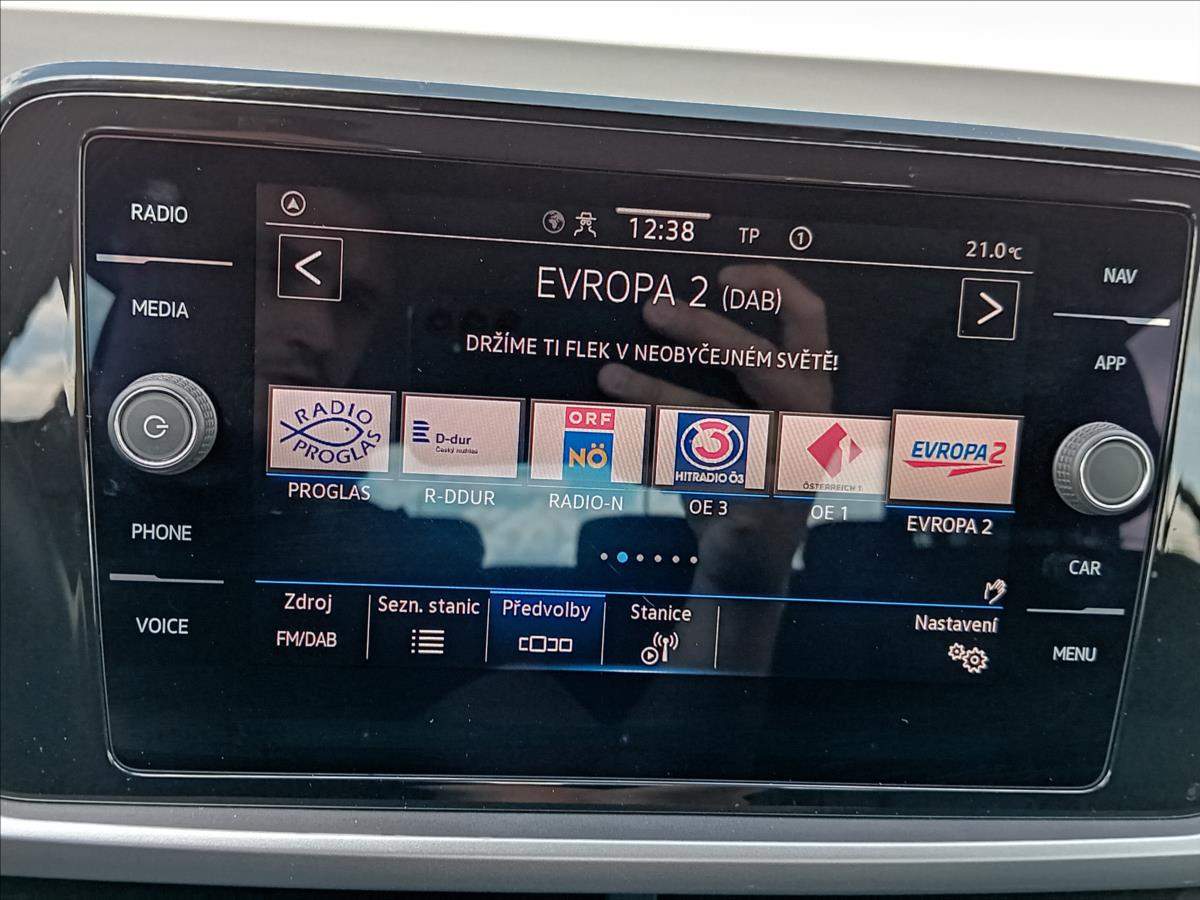 RADIO
MEDIA
PHONE
VOICE
12:38
TP
1
21.0°C
<
EVROPA 2 (DAB)
>
DRŽÍME TI FLEK V NEOBYČEJNÉM SVĚTĚ!
RADIO
PROGLAS
D-dur
Český rozhlas
ORF
NÖ
3
HITRADIO Ö3
1
ÖSTERREICH 1
EVROPA 2
PROGLAS
R-DDUR
RADIO-N
OE 3
OE 1
EVROPA 2
Zdroj
FM/DAB
Sezn. stanic
Předvolby
Stanice
Nastavení
NAV
APP
CAR
MENU